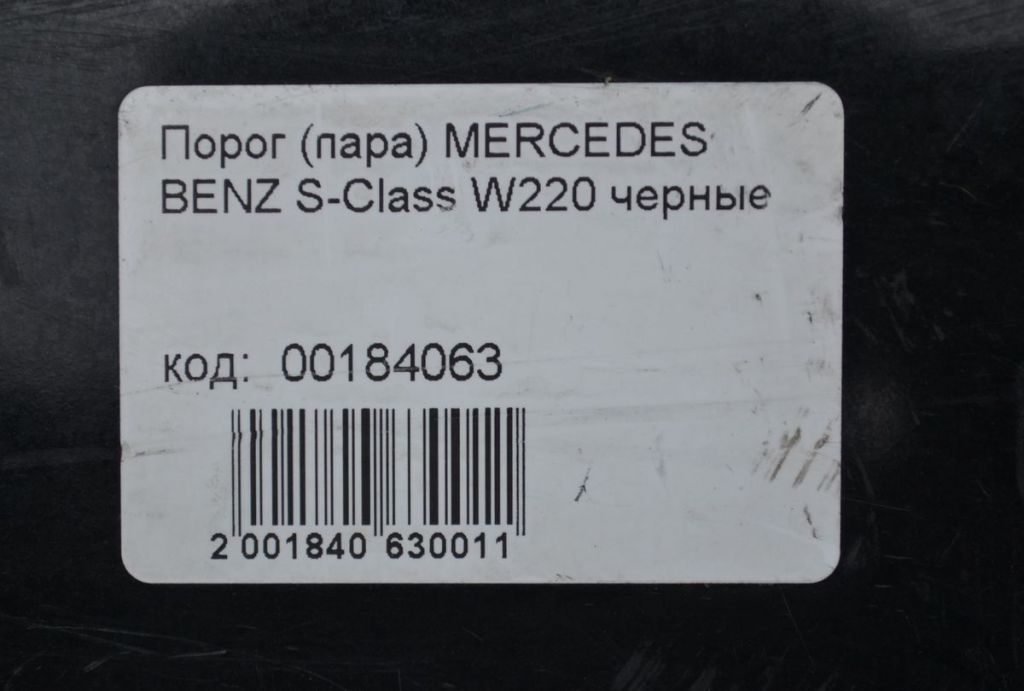 Порог (пара) MERCEDES
BENZ S-Class W220 черные
код: 00184063
2 001840 630011